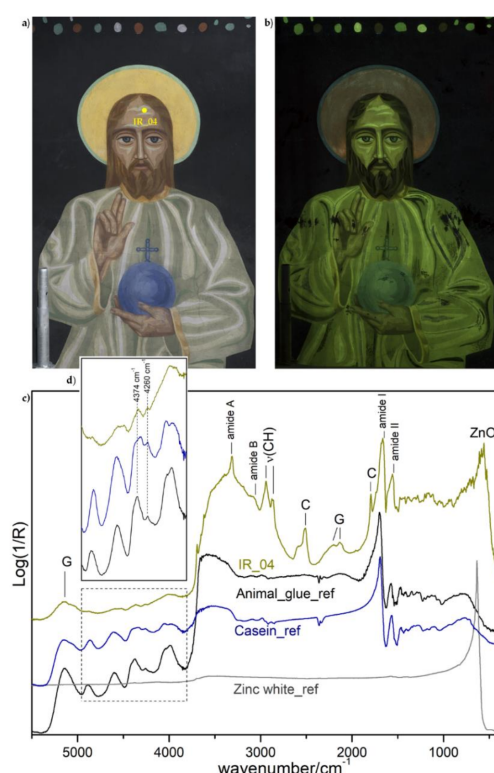 a)
b)
IR_04
d)
4374 cm⁻¹
4260 cm⁻¹
c)
amide A
amide B
ν(CH)
C
G
C
amide I
amide II
ZnO
G
IR_04
Animal_glue_ref
Casein_ref
Zinc white_ref
Log(1/R)
5000 4000 3000 2000 1000
wavenumber/cm⁻¹